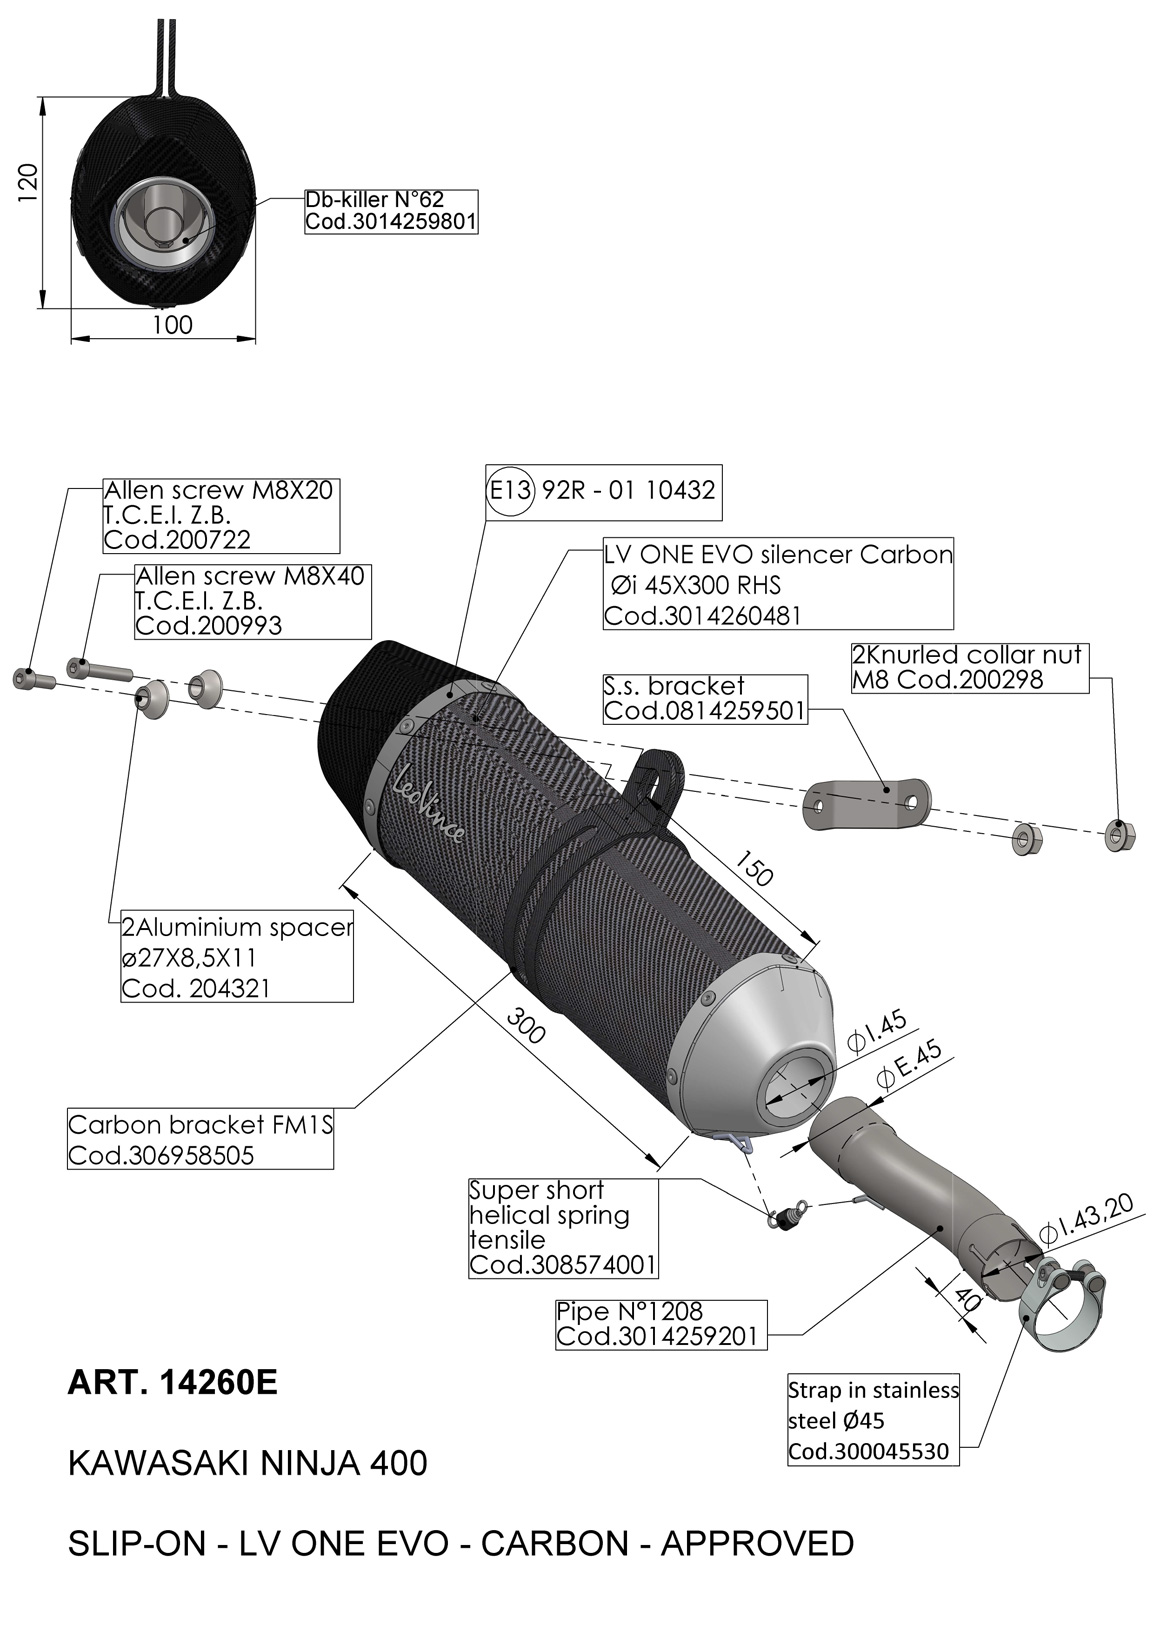 120
100
Db-killer N°62
Cod.3014259801
Allen screw M8X20
T.C.E.I. Z.B.
Cod.200722
Allen screw M8X40
T.C.E.I. Z.B.
Cod.200993
E13 92R - 01 10432
LV ONE EVO silencer Carbon
Øi 45X300 RHS
Cod.3014260481
2Knurled collar nut
M8 Cod.200298
S.s. bracket
Cod.0814259501
LeoVince
150
2Aluminium spacer
ø27X8,5X11
Cod. 204321
300
Ø I.45
Ø E.45
Carbon bracket FM1S
Cod.306958505
Super short
helical spring
tensile
Cod.308574001
Ø I.43,20
40
Pipe N°1208
Cod.3014259201
Strap in stainless
steel Ø45
Cod.300045530
ART. 14260E
KAWASAKI NINJA 400
SLIP-ON - LV ONE EVO - CARBON - APPROVED